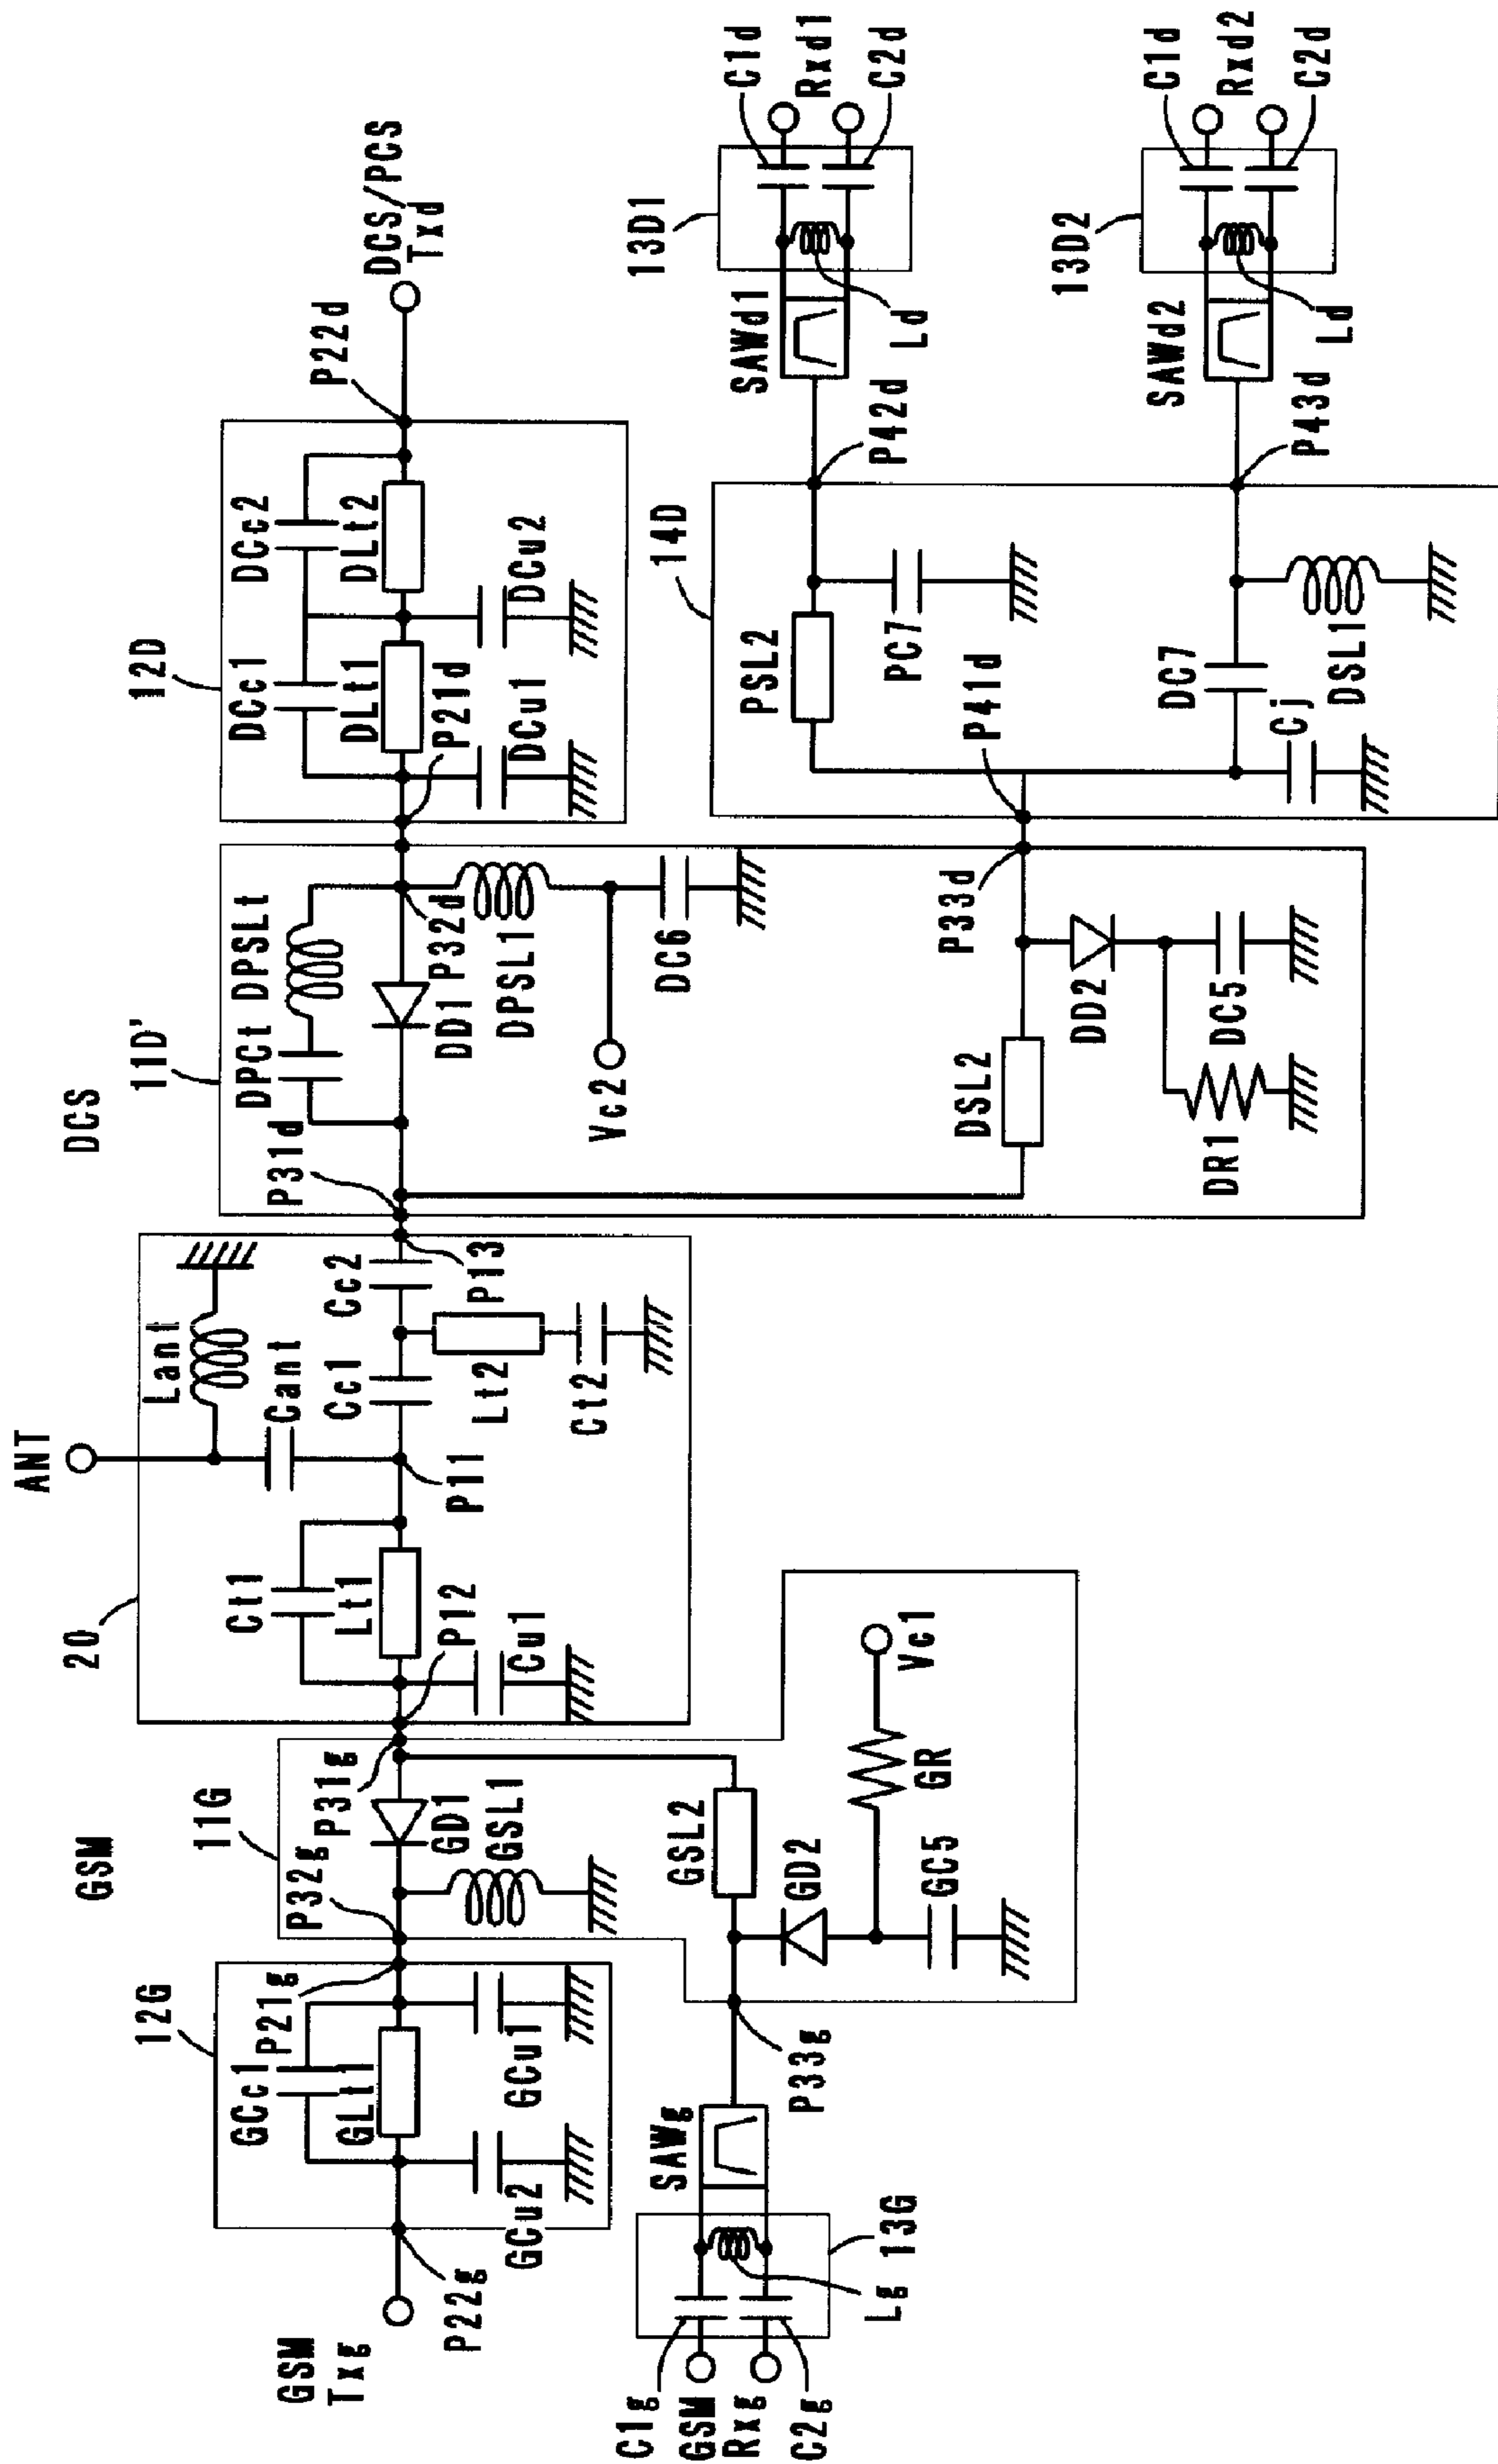 GSM
DCS
ANT
20
Lant
Cant
Ct1
Lt1
P12
Cu1
P11
Cc1
Cc2
P13
Lt2
Ct2
11G
P31g
P32g
GD1
GSL1
GSL2
GD2
GC5
GR
Vc1
P33g
12G
P21g
GCc1
GLt1
GCu1
GCu2
P22g
GSM
Txg
SAWg
13G
Lg
C1g
GSM
Rxg
C2g
11D'
P31d
DPCt
DPSLt
DD1
P32d
DPSL1
Vc2
DC6
DSL2
P33d
DD2
DC5
DR1
12D
DCc1
DCc2
DLt1
DLt2
P21d
DCu1
DCu2
P22d
DCS/PCS
Txd
14D
PSL2
PC7
P41d
P42d
DC7
Cj
DSL1
P43d
SAWd1
13D1
Ld
C1d
Rxd1
C2d
SAWd2
13D2
Ld
C1d
Rxd2
C2d